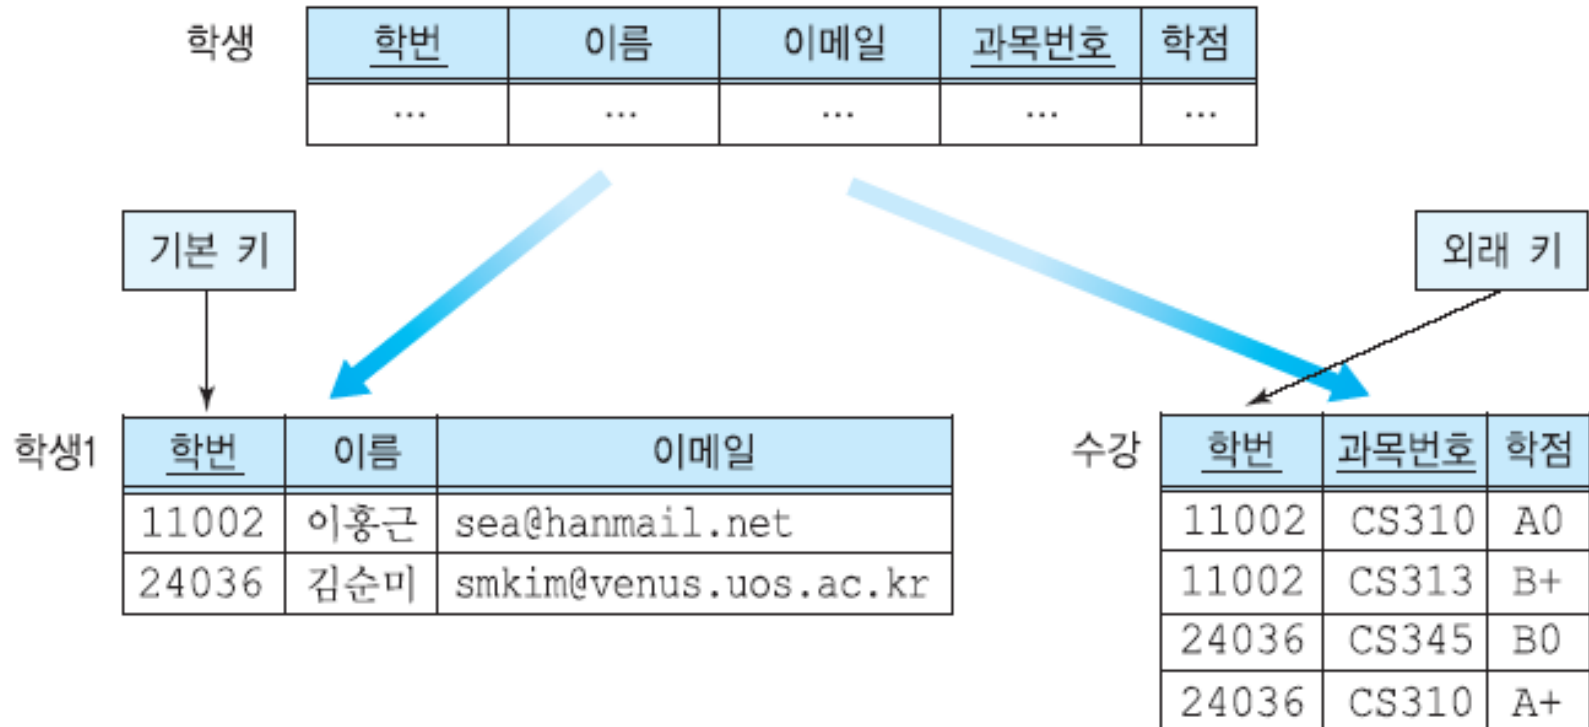 학생 학번 이름 이메일 과목번호 학점
... ... ... ... ...
기본 키
외래 키
학생1 학번 이름 이메일
11002 이홍근 sea@hanmail.net
24036 김순미 smkim@venus.uos.ac.kr
수강 학번 과목번호 학점
11002 CS310 A0
11002 CS313 B+
24036 CS345 B0
24036 CS310 A+